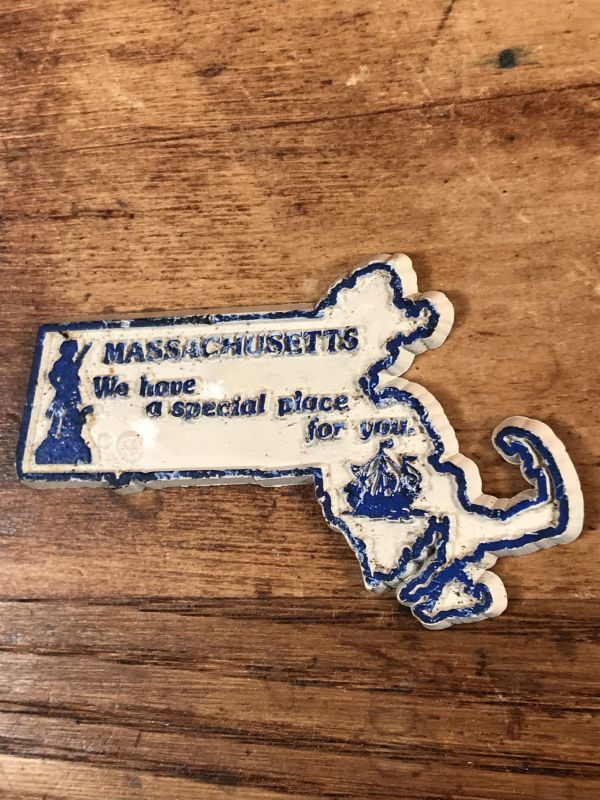 MASSACHUSETTS
We have
a special place
for you.